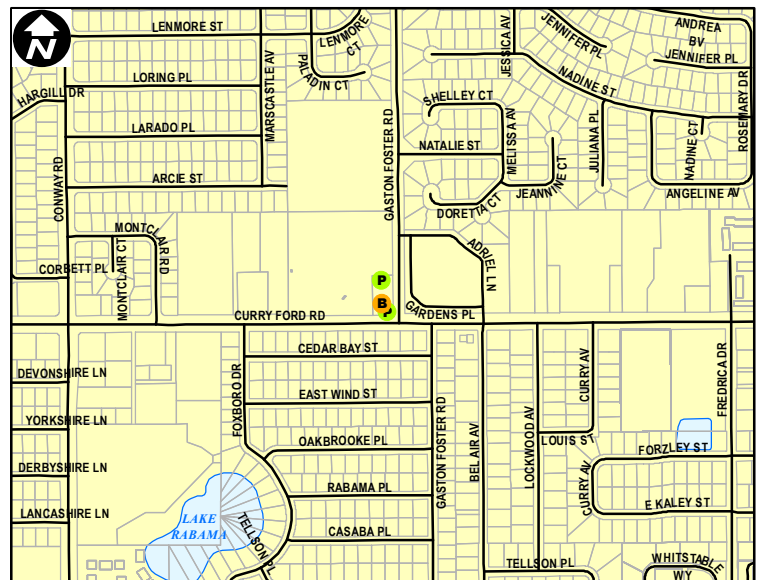 N
LENMORE ST
LENMORE CT
JESSICA AV
JENNIFER PL
ANDREA BV
JENNIFER PL
LORING PL
PALADIN CT
NADINE ST
HARGILL DR
MARSCASTLE AV
SHELLEY CT
ROSEMARY DR
LARADO PL
GASTON FOSTER RD
MELISSA AV
JULIANA PL
NADINE CT
NATALIE ST
CONWAY RD
ARCIE ST
JEANNINE CT
ANGELINE AV
DORETTA CT
MONTCLAIR RD
ADRIEL LN
CORBETT PL
MONTCLAIR CT
P
B
P
GARDENS PL
CURRY FORD RD
CEDAR BAY ST
DEVONSHIRE LN
FOXBORO DR
CURRY AV
FREDRICA DR
EAST WIND ST
GASTON FOSTER RD
BEL AIR AV
LOCKWOOD AV
YORKSHIRE LN
OAKBROOKE PL
LOUIS ST
FORZLEY ST
DERBYSHIRE LN
CURRY AV
RABAMA PL
E KALEY ST
LANCASHIRE LN
LAKE
RABAMA
TELLSON PL
CASABA PL
TELLSON PL
WHITSTABLE
WY